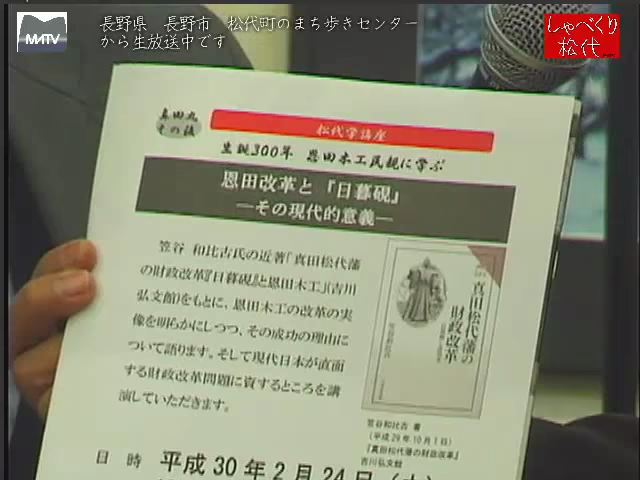 MATV
長野県　長野市　松代町のまち歩きセンター
から生放送中です
しゃべくり
松代
真田丸
その後
松代学講座
生誕300年　恩田木工民親に学ぶ
恩田改革と『日暮硯』
―その現代的意義―
笠谷　和比古氏の近著「真田松代藩
の財政改革『日暮硯』と恩田木工」(吉川
弘文館)をもとに、恩田木工の改革の実
像を明らかにしつつ、その成功の理由に
ついて語ります。そして現代日本が直面
する財政改革問題に資するところを講
演していただきます。
真田松代藩の
財政改革
笠谷和比古 著
(平成29年10月1日)
『真田松代藩の財政改革』
吉川弘文館
日　時　平成30年2月24日(土)